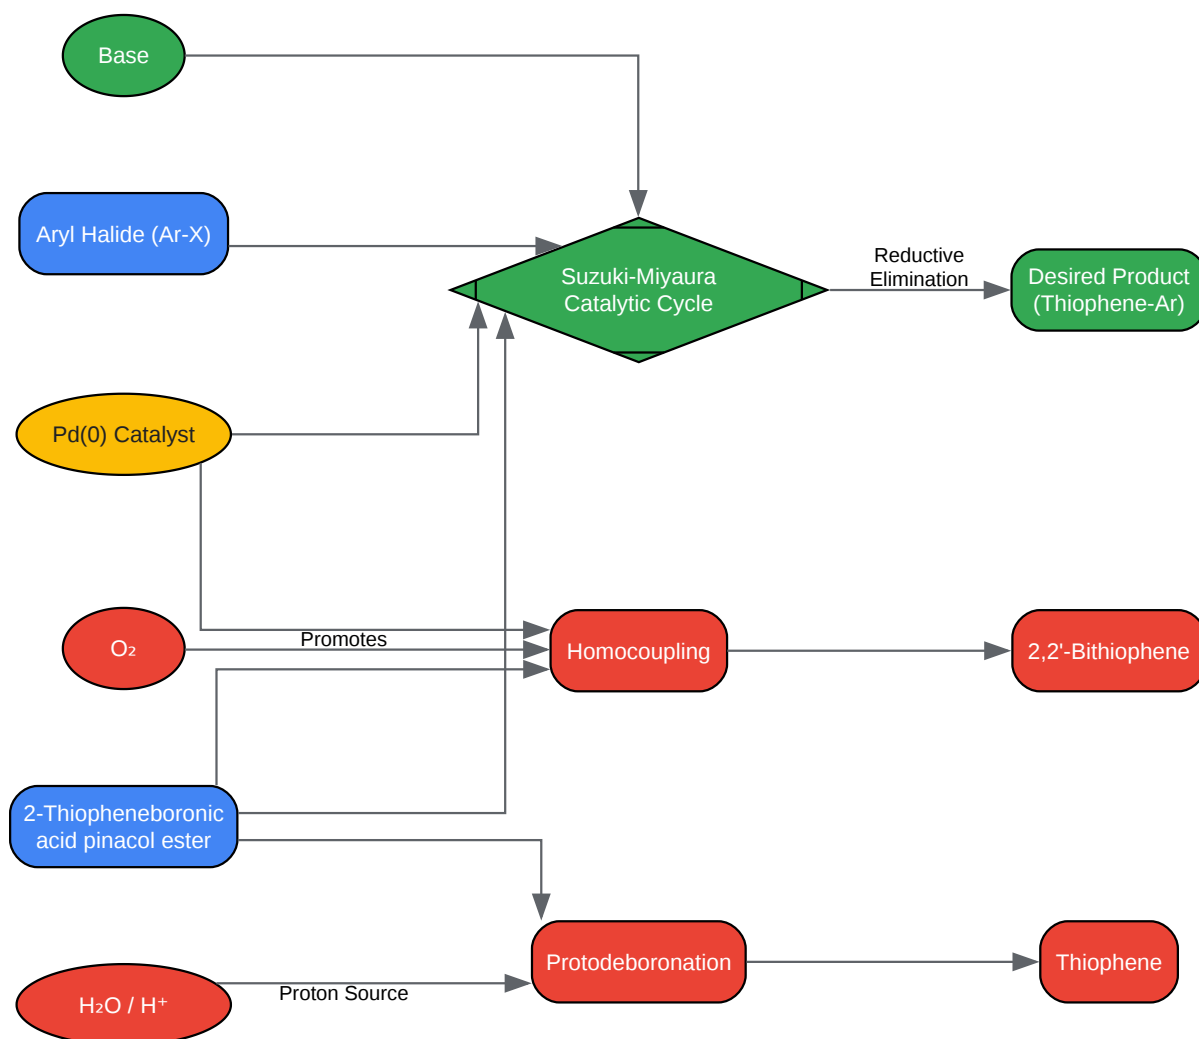 Base
Aryl Halide (Ar-X)
Suzuki-Miyaura
Catalytic Cycle
Reductive
Elimination
Desired Product
(Thiophene-Ar)
Pd(0) Catalyst
O₂
Promotes
Homocoupling
2,2'-Bithiophene
2-Thiopheneboronic
acid pinacol ester
Protodeboronation
Thiophene
H₂O / H⁺
Proton Source